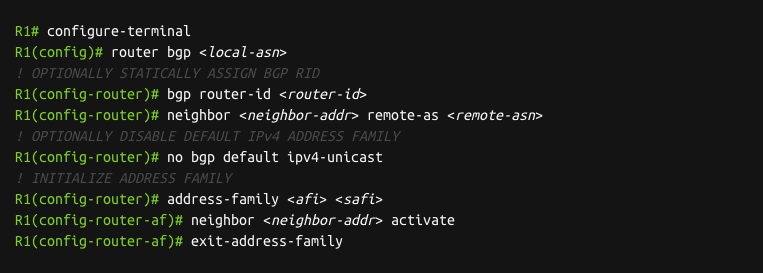 R1# configure-terminal
R1(config)# router bgp <local-asn>
! OPTIONALLY STATICALLY ASSIGN BGP RID
R1(config-router)# bgp router-id <router-id>
R1(config-router)# neighbor <neighbor-addr> remote-as <remote-asn>
! OPTIONALLY DISABLE DEFAULT IPv4 ADDRESS FAMILY
R1(config-router)# no bgp default ipv4-unicast
! INITIALIZE ADDRESS FAMILY
R1(config-router)# address-family <afi> <safi>
R1(config-router-af)# neighbor <neighbor-addr> activate
R1(config-router-af)# exit-address-family